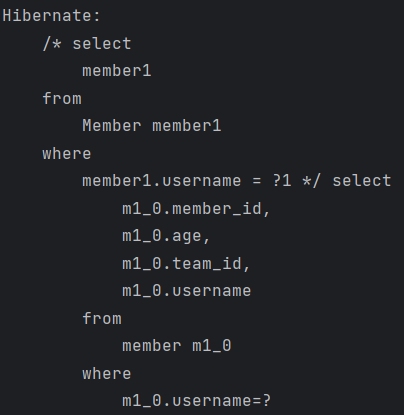 Hibernate:
    /* select
        member1
    from
        Member member1
    where
        member1.username = ?1 */ select
            m1_0.member_id,
            m1_0.age,
            m1_0.team_id,
            m1_0.username
        from
            member m1_0
        where
            m1_0.username=?